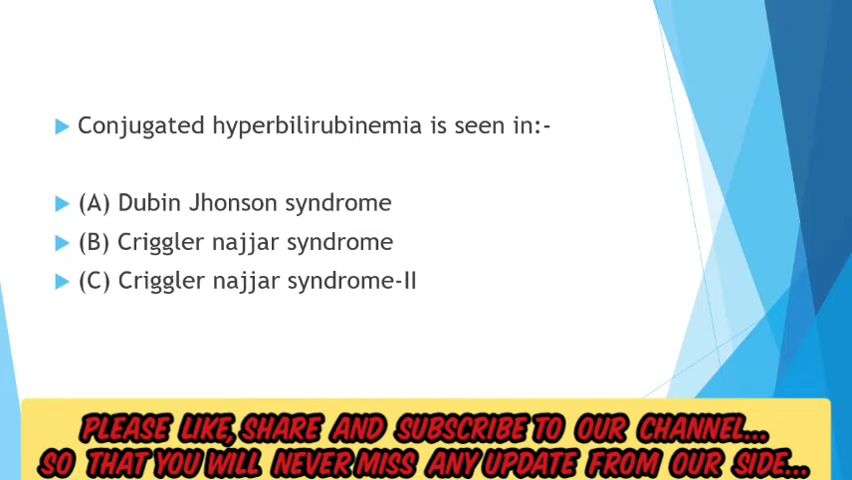 Conjugated hyperbilirubinemia is seen in:-
(A) Dubin Jhonson syndrome
(B) Criggler najjar syndrome
(C) Criggler najjar syndrome-II
PLEASE LIKE, SHARE AND SUBSCRIBE TO OUR CHANNEL...
SO THAT YOU WILL NEVER MISS ANY UPDATE FROM OUR SIDE...